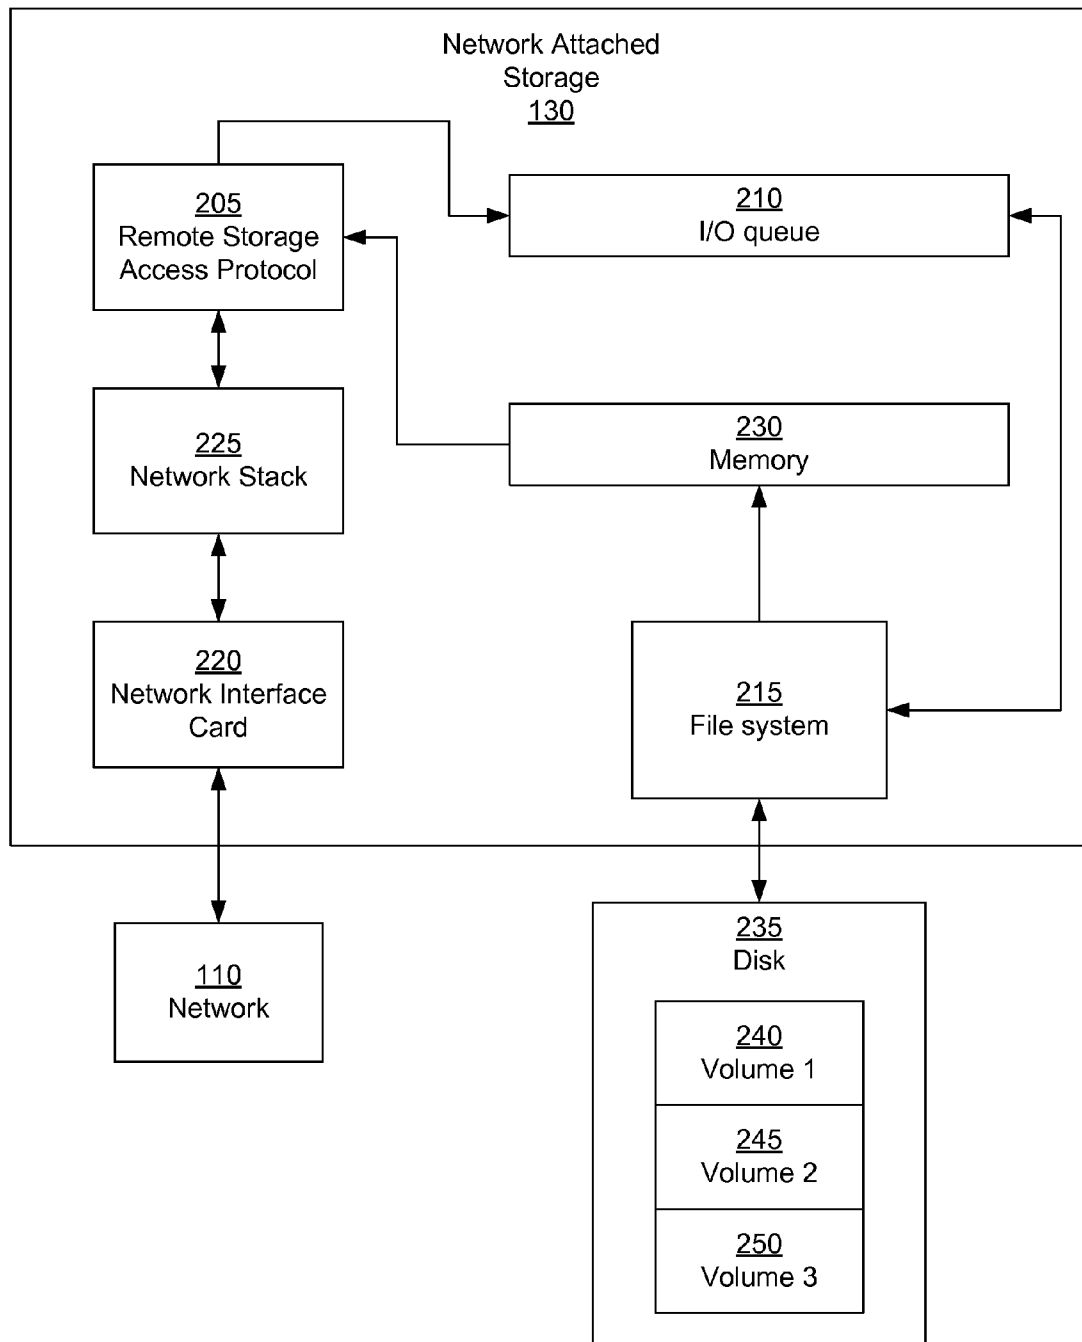 Network Attached
Storage
130
205
Remote Storage
Access Protocol
210
I/O queue
225
Network Stack
230
Memory
220
Network Interface
Card
215
File system
110
Network
235
Disk
240
Volume 1
245
Volume 2
250
Volume 3